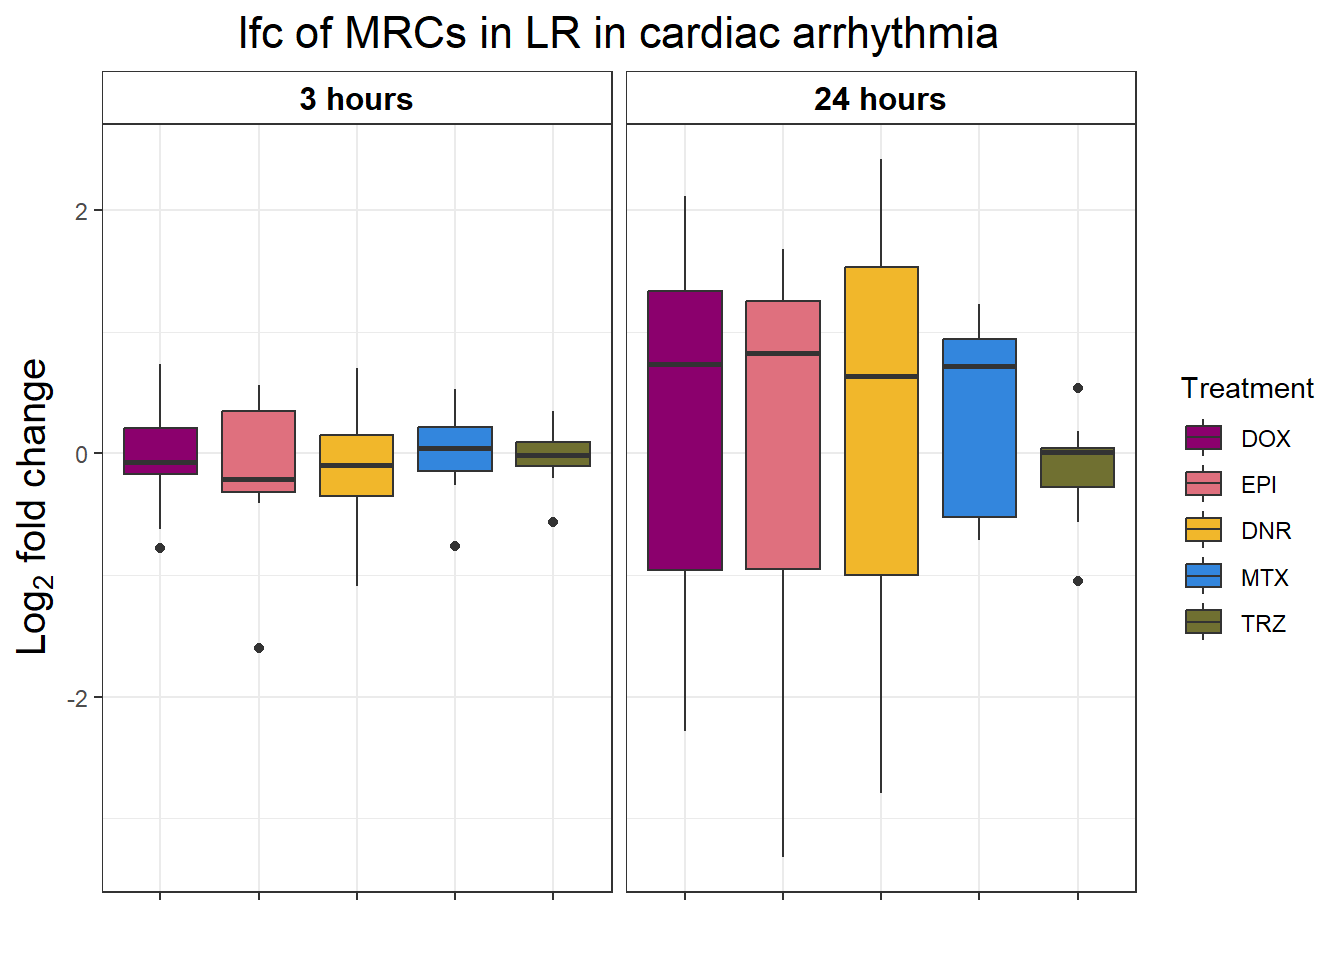 lfc of MRCs in LR in cardiac arrhythmia
3 hours
24 hours
Log2 fold change
2
0
-2
Treatment
DOX
EPI
DNR
MTX
TRZ